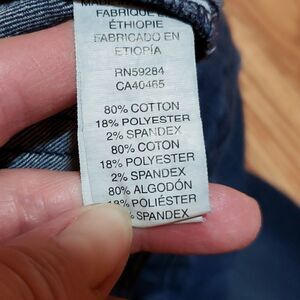 FABRIQUÉ EN
ÉTHIOPIE
FABRICADO EN
ETIOPÍA
RN59284
CA40465
80% COTTON
18% POLYESTER
2% SPANDEX
80% COTON
18% POLYESTER
2% SPANDEX
80% ALGODÓN
18% POLIÉSTER
% SPANDEX